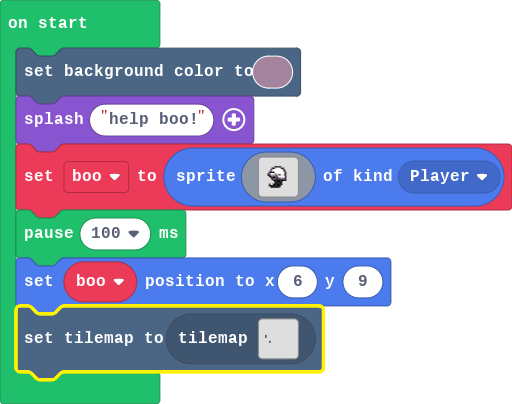 on start
set background color to
splash "help boo!"
set boo to sprite of kind Player
pause 100 ms
set boo position to x 6 y 9
set tilemap to tilemap